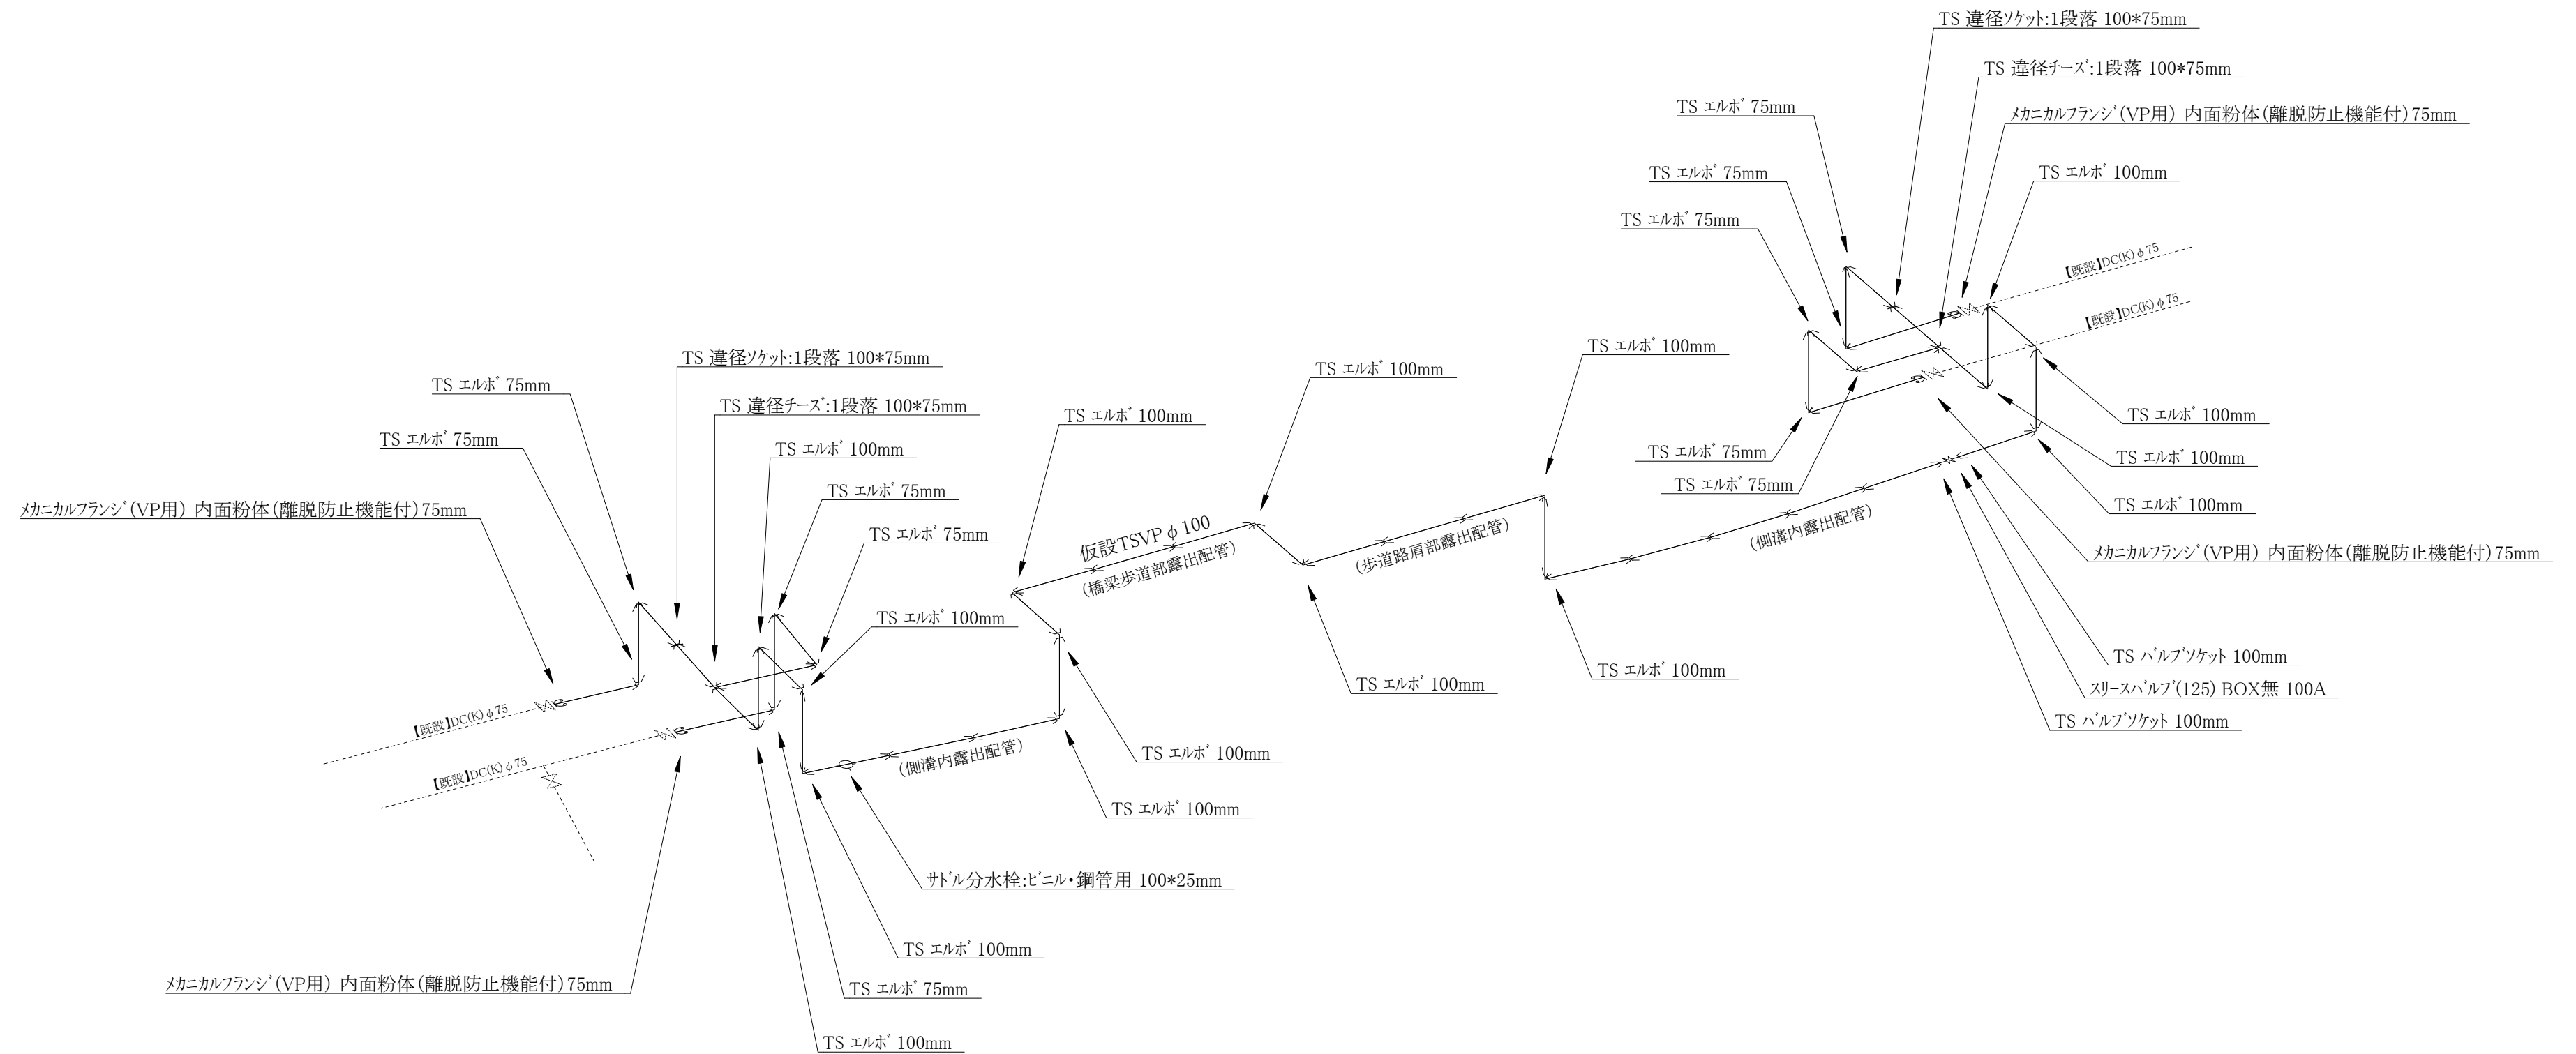 TS 違径ソケット:1段落 100*75mm
TS 違径チーズ:1段落 100*75mm
TS エルボ 75mm
メカニカルフランジ(VP用) 内面粉体(離脱防止機能付)75mm
TS エルボ 75mm
TS エルボ 100mm
TS エルボ 75mm
【既設】DC(K)φ75
【既設】DC(K)φ75
TS エルボ 100mm
TS エルボ 100mm
TS エルボ 100mm
TS エルボ 75mm
TS エルボ 100mm
TS エルボ 75mm
TS エルボ 100mm
メカニカルフランジ(VP用) 内面粉体(離脱防止機能付)75mm
TS バルブソケット 100mm
スリースバルブ(125) BOX無 100A
TS バルブソケット 100mm
(側溝内露出配管)
(歩道路肩部露出配管)
TS エルボ 100mm
TS エルボ 100mm
TS エルボ 100mm
仮設TSVPφ100
(橋梁歩道部露出配管)
TS 違径ソケット:1段落 100*75mm
TS エルボ 75mm
TS 違径チーズ:1段落 100*75mm
TS エルボ 75mm
TS エルボ 100mm
TS エルボ 75mm
メカニカルフランジ(VP用) 内面粉体(離脱防止機能付)75mm
TS エルボ 75mm
TS エルボ 100mm
【既設】DC(K)φ75
【既設】DC(K)φ75
(側溝内露出配管)
TS エルボ 100mm
TS エルボ 100mm
サドル分水栓:ビニル・鋼管用 100*25mm
TS エルボ 100mm
メカニカルフランジ(VP用) 内面粉体(離脱防止機能付)75mm
TS エルボ 75mm
TS エルボ 100mm